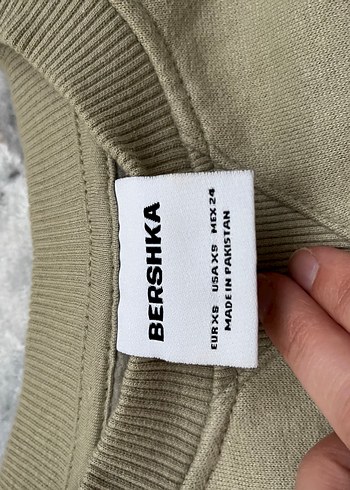 BERSHKA
EUR XS USA XS MEX 24
MADE IN PAKISTAN